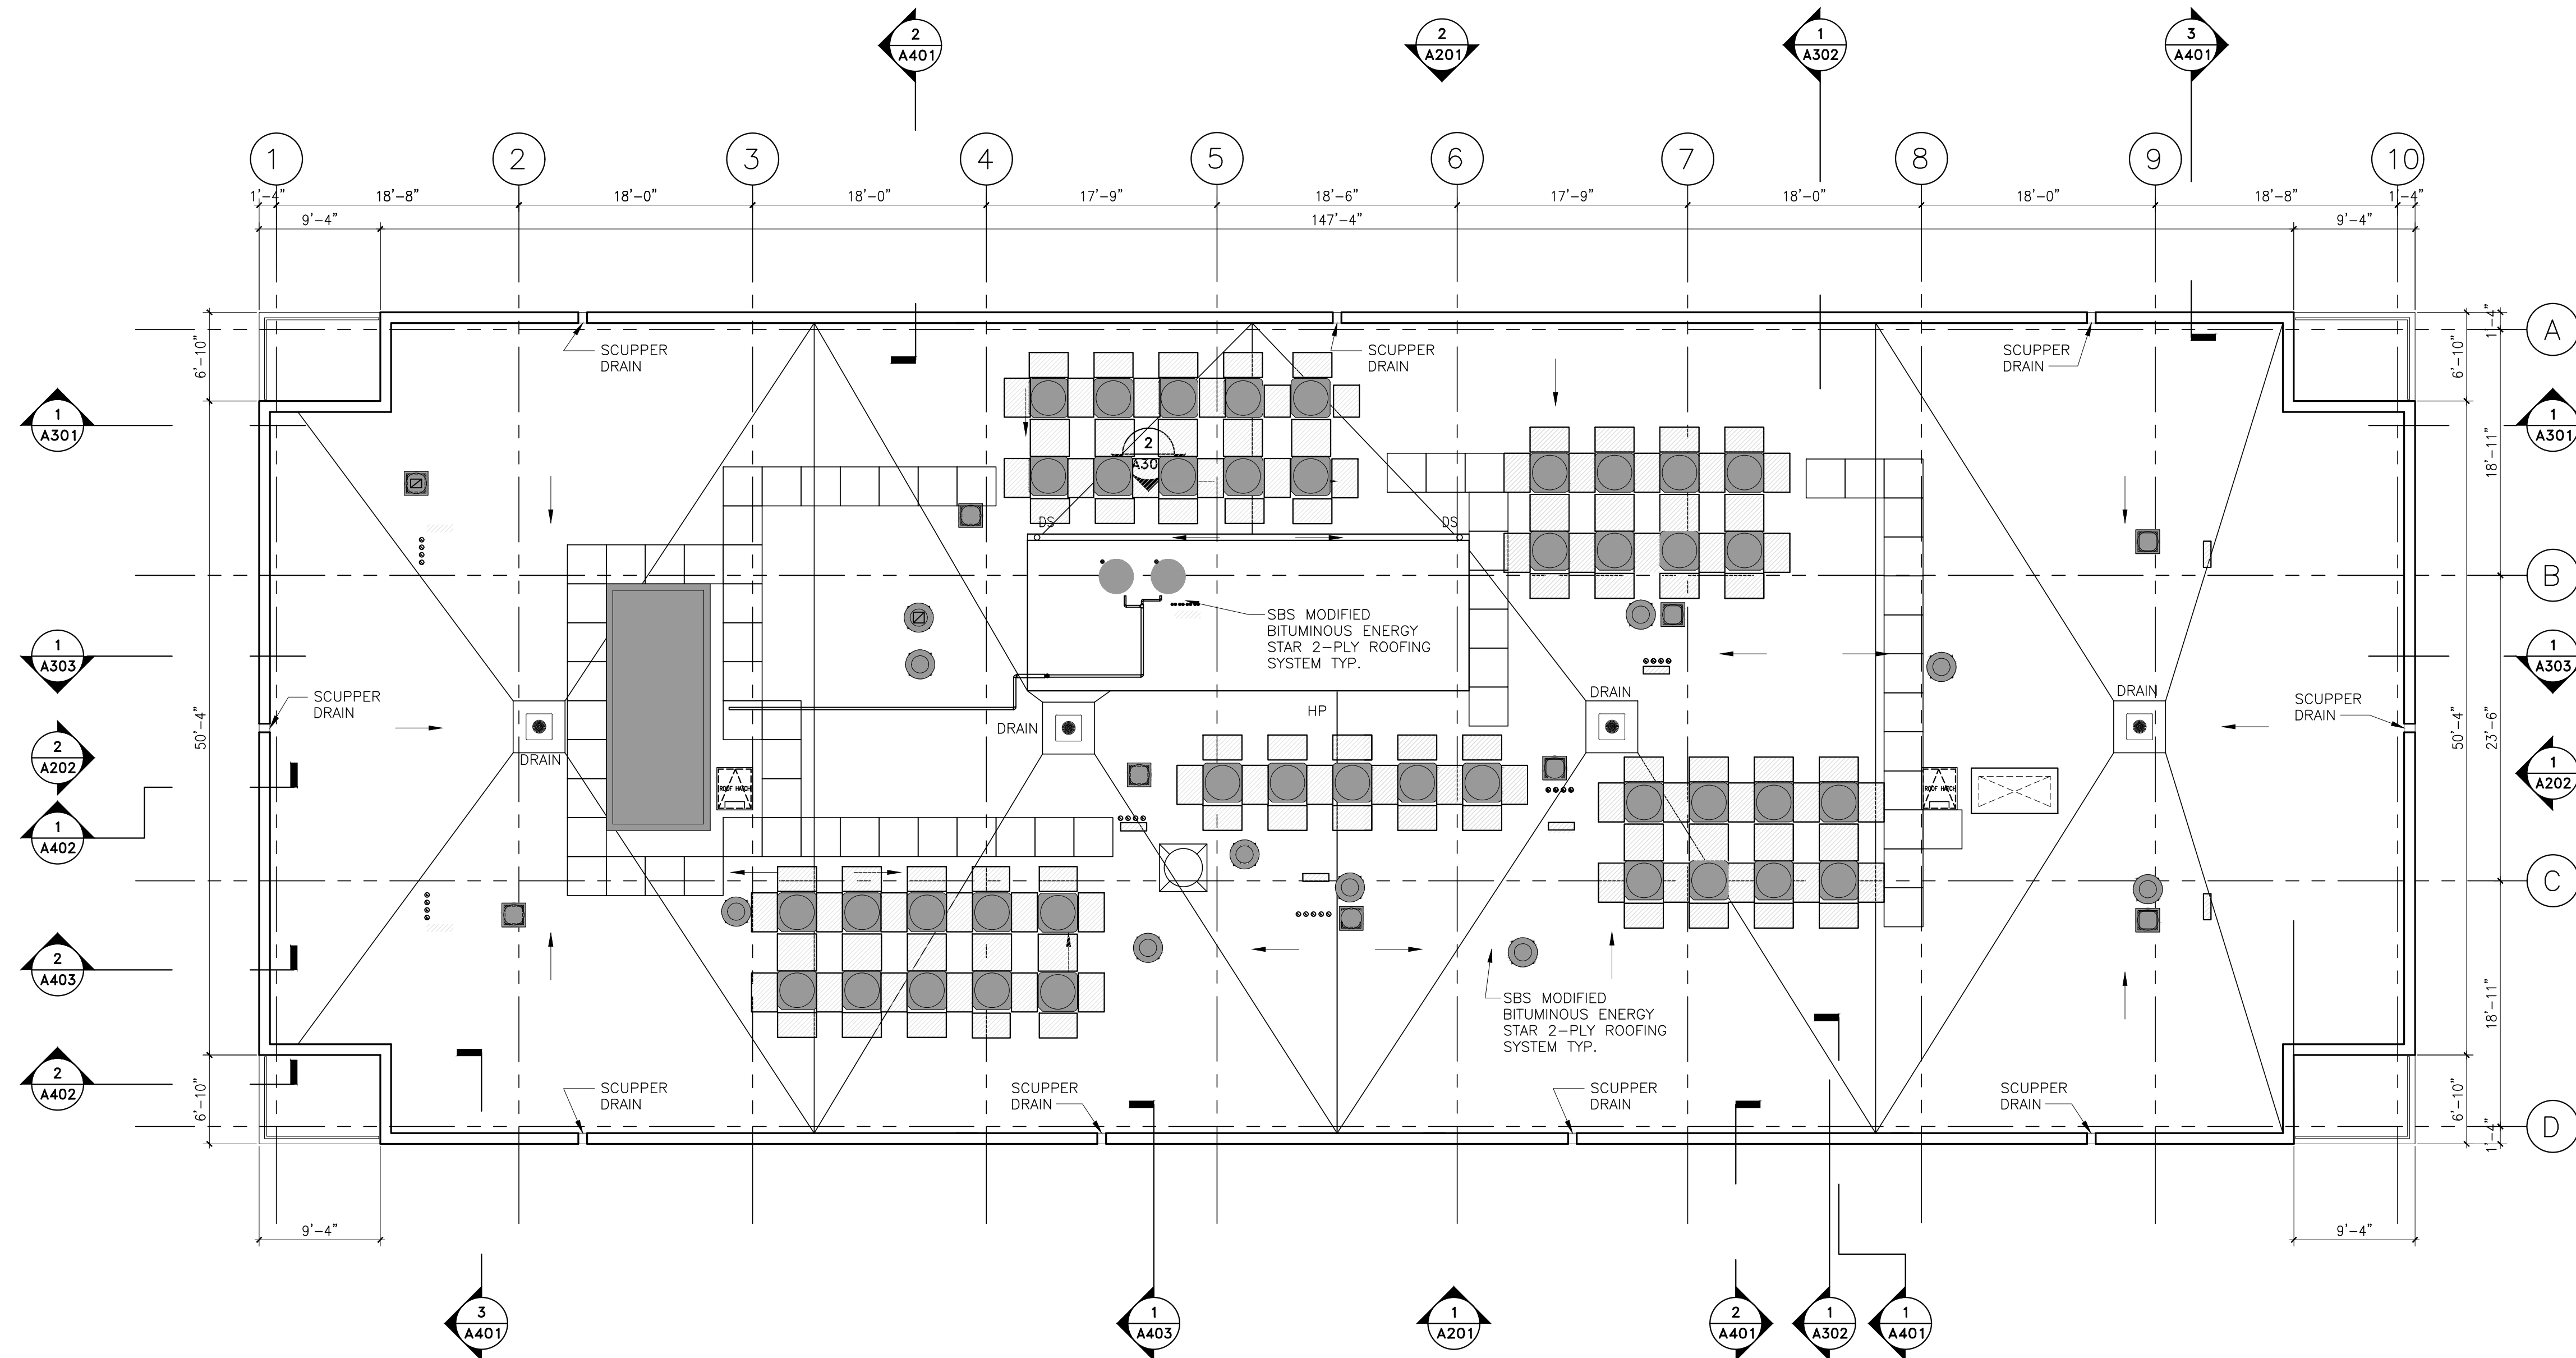 2
A401
2
A201
1
A302
3
A401
1
2
3
4
5
6
7
8
9
10
1'-4"
18'-8"
18'-0"
18'-0"
17'-9"
18'-6"
17'-9"
18'-0"
18'-0"
18'-8"
1'-4"
9'-4"
147'-4"
9'-4"
1'-4"
A
6'-10"
6'-10"
SCUPPER
DRAIN
SCUPPER
DRAIN
SCUPPER
DRAIN
1
A301
1
A301
18'-11"
2
A30
DS
DS
B
SBS MODIFIED
BITUMINOUS ENERGY
STAR 2-PLY ROOFING
SYSTEM TYP.
1
A303
1
A303
SCUPPER
DRAIN
DRAIN
DRAIN
SCUPPER
DRAIN
HP
50'-4"
50'-4"
23'-6"
DRAIN
DRAIN
2
A202
1
A202
ROOF HATCH
ROOF HATCH
1
A402
C
2
A403
SBS MODIFIED
BITUMINOUS ENERGY
STAR 2-PLY ROOFING
SYSTEM TYP.
18'-11"
2
A402
6'-10"
6'-10"
SCUPPER
DRAIN
SCUPPER
DRAIN
SCUPPER
DRAIN
SCUPPER
DRAIN
1'-4"
D
9'-4"
9'-4"
3
A401
1
A403
1
A201
2
A401
1
A302
1
A401